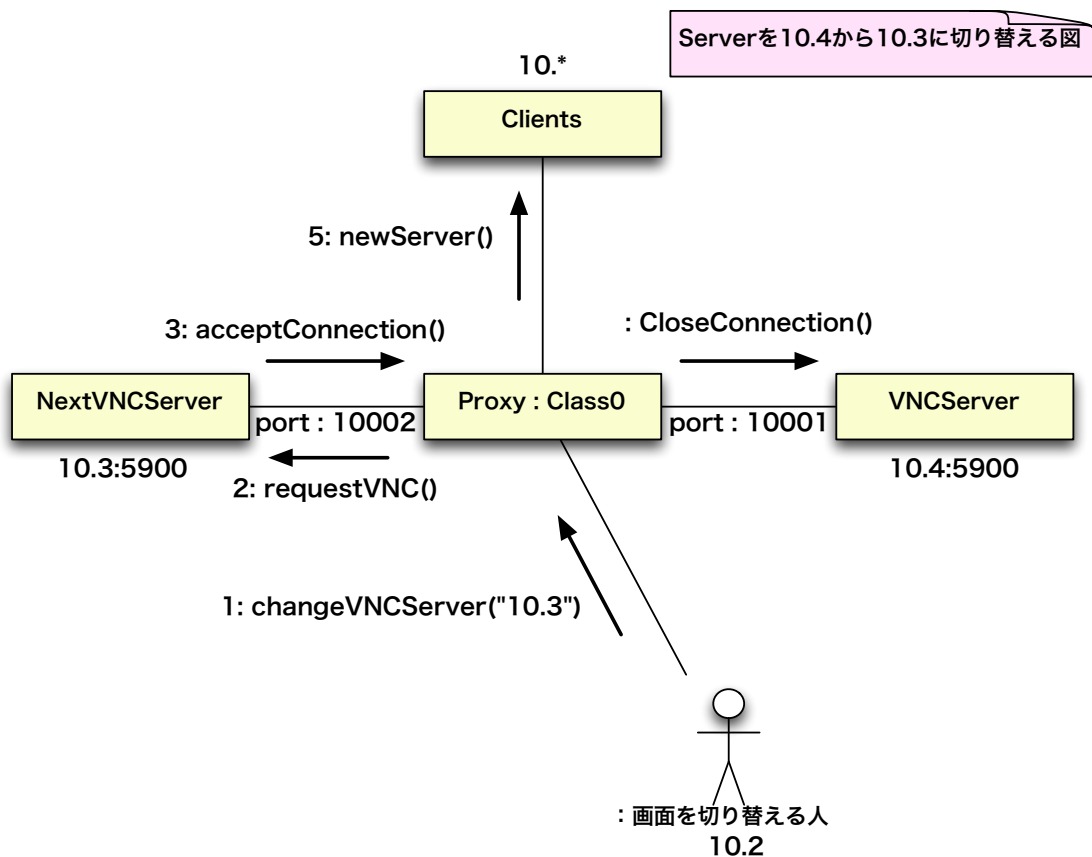 Serverを10.4から10.3に切り替える図
10.*
Clients
5: newServer()
3: acceptConnection()
: CloseConnection()
NextVNCServer
Proxy : Class0
VNCServer
port : 10002
port : 10001
10.3:5900
10.4:5900
2: requestVNC()
1: changeVNCServer("10.3")
: 画面を切り替える人
10.2